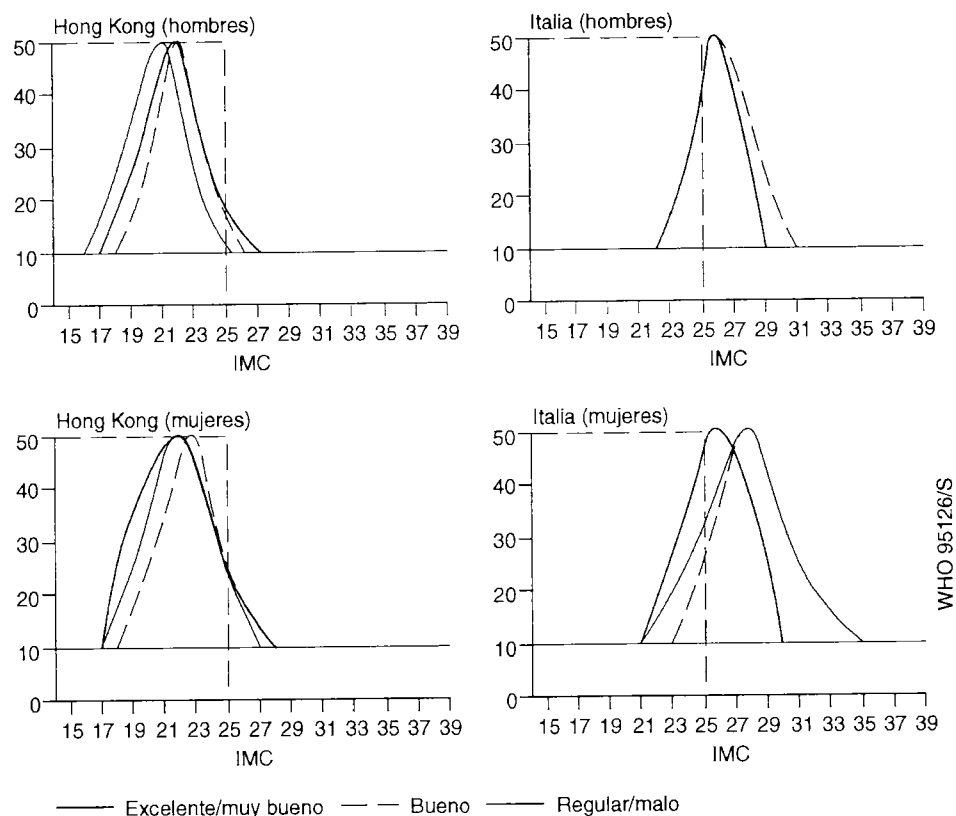 Hong Kong (hombres)
50
40
30
20
10
0
15 17 19 21 23 25 27 29 31 33 35 37 39
IMC
Italia (hombres)
50
40
30
20
10
0
15 17 19 21 23 25 27 29 31 33 35 37 39
IMC
Hong Kong (mujeres)
50
40
30
20
10
0
15 17 19 21 23 25 27 29 31 33 35 37 39
IMC
Italia (mujeres)
50
40
30
20
10
0
15 17 19 21 23 25 27 29 31 33 35 37 39
IMC
WHO 95126/S
Excelente/muy bueno Bueno Regular/malo